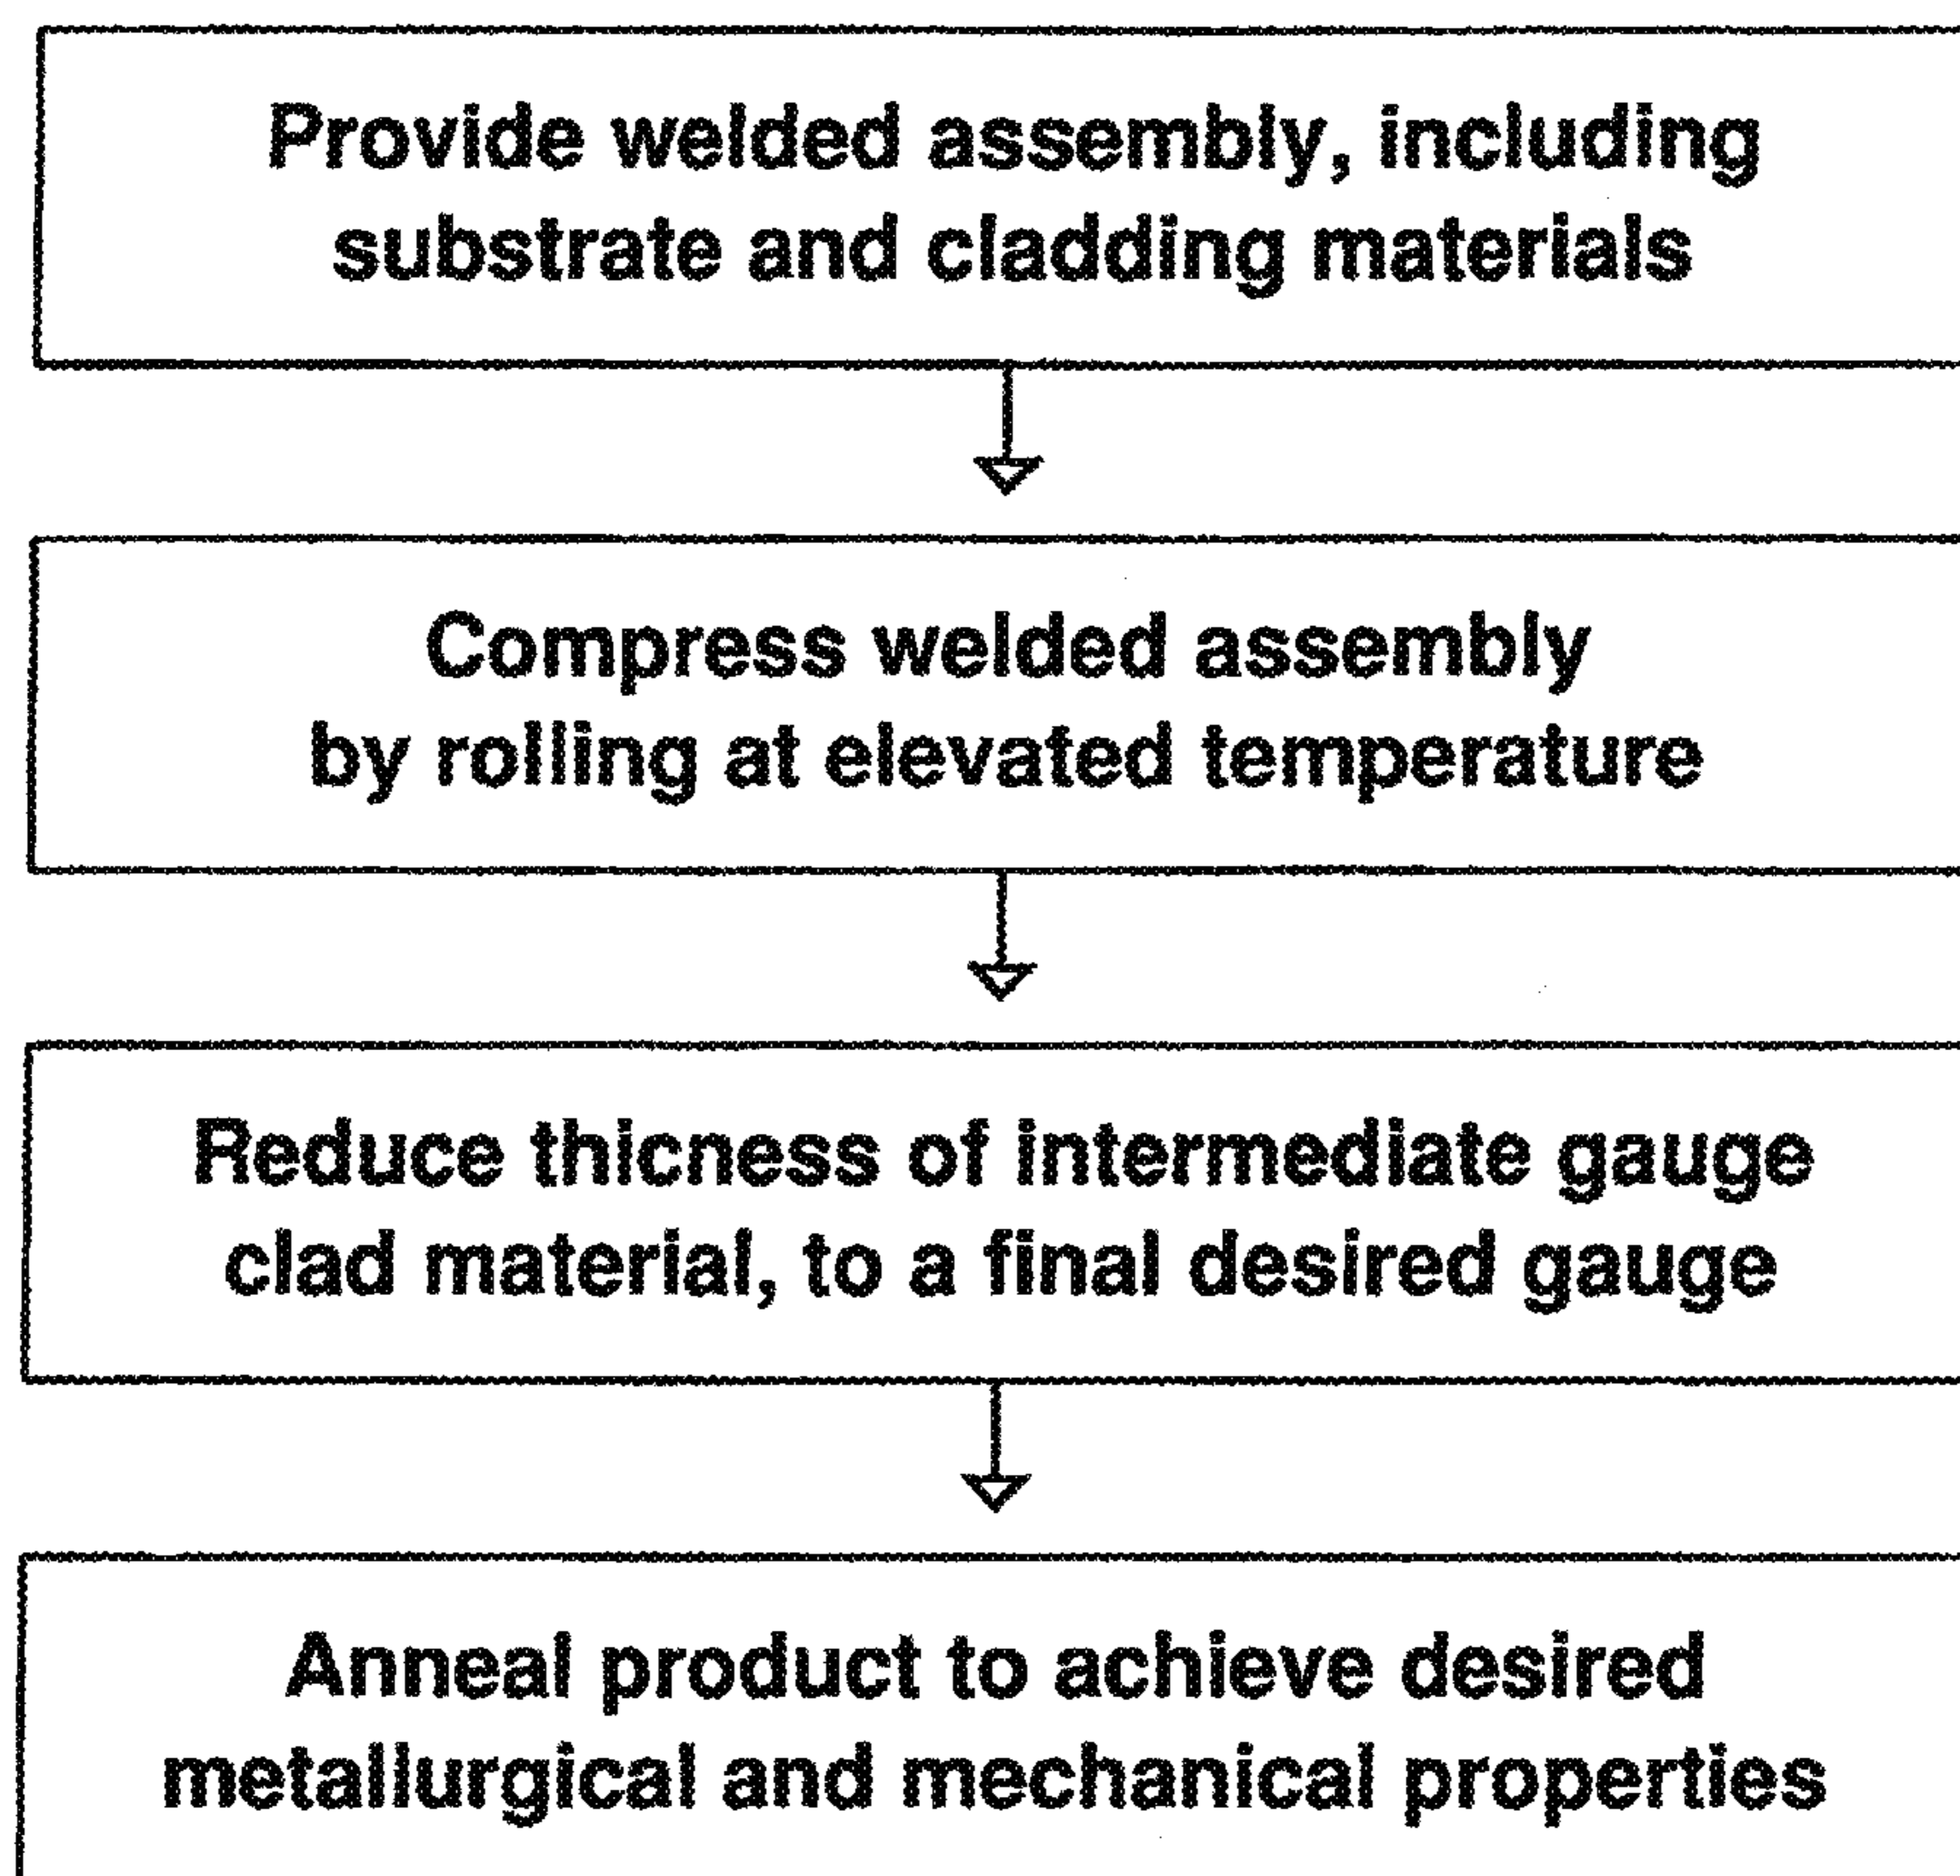 Provide welded assembly, including
substrate and cladding materials
Compress welded assembly
by rolling at elevated temperature
Reduce thicness of intermediate gauge
clad material, to a final desired gauge
Anneal product to achieve desired
metallurgical and mechanical properties